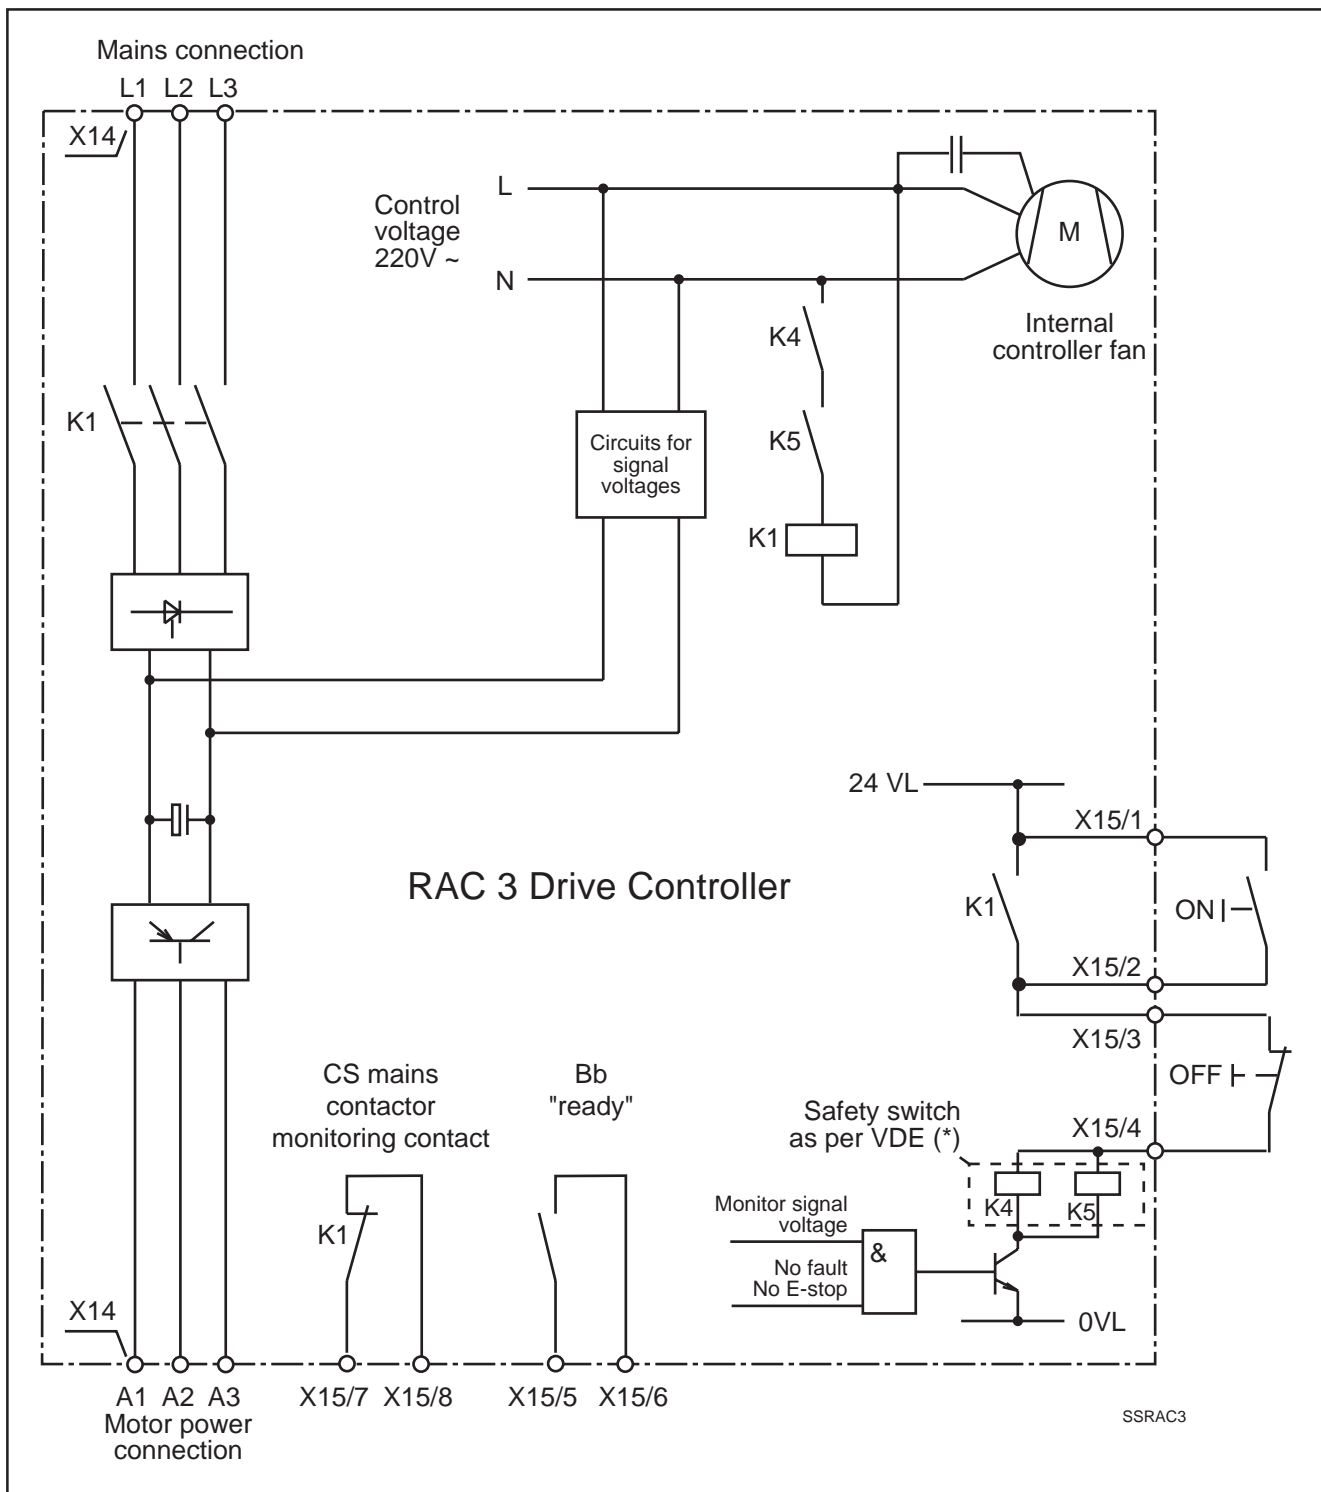 Mains connection
L1 L2 L3
X14
L
Control
voltage
220V ~
N
M
Internal
controller fan
K4
K1
K5
Circuits for
signal
voltages
K1
24 VL
X15/1
RAC 3 Drive Controller
K1
ON
X15/2
X15/3
OFF
CS mains
contactor
monitoring contact
Bb
"ready"
Safety switch
as per VDE (*)
X15/4
K4 K5
Monitor signal
voltage
K1
&
No fault
No E-stop
X14
0VL
A1 A2 A3
Motor power
connection
X15/7 X15/8
X15/5 X15/6
SSRAC3